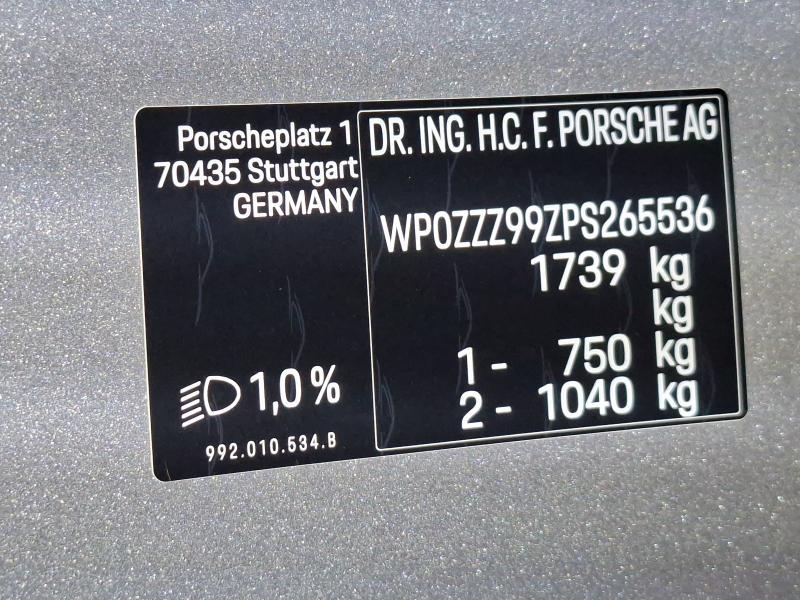 Porscheplatz 1
70435 Stuttgart
GERMANY
1,0 %
992.010.534.B
DR. ING. H.C. F. PORSCHE AG
WP0ZZZ99ZPS265536
1739 kg
kg
1 - 750 kg
2 - 1040 kg